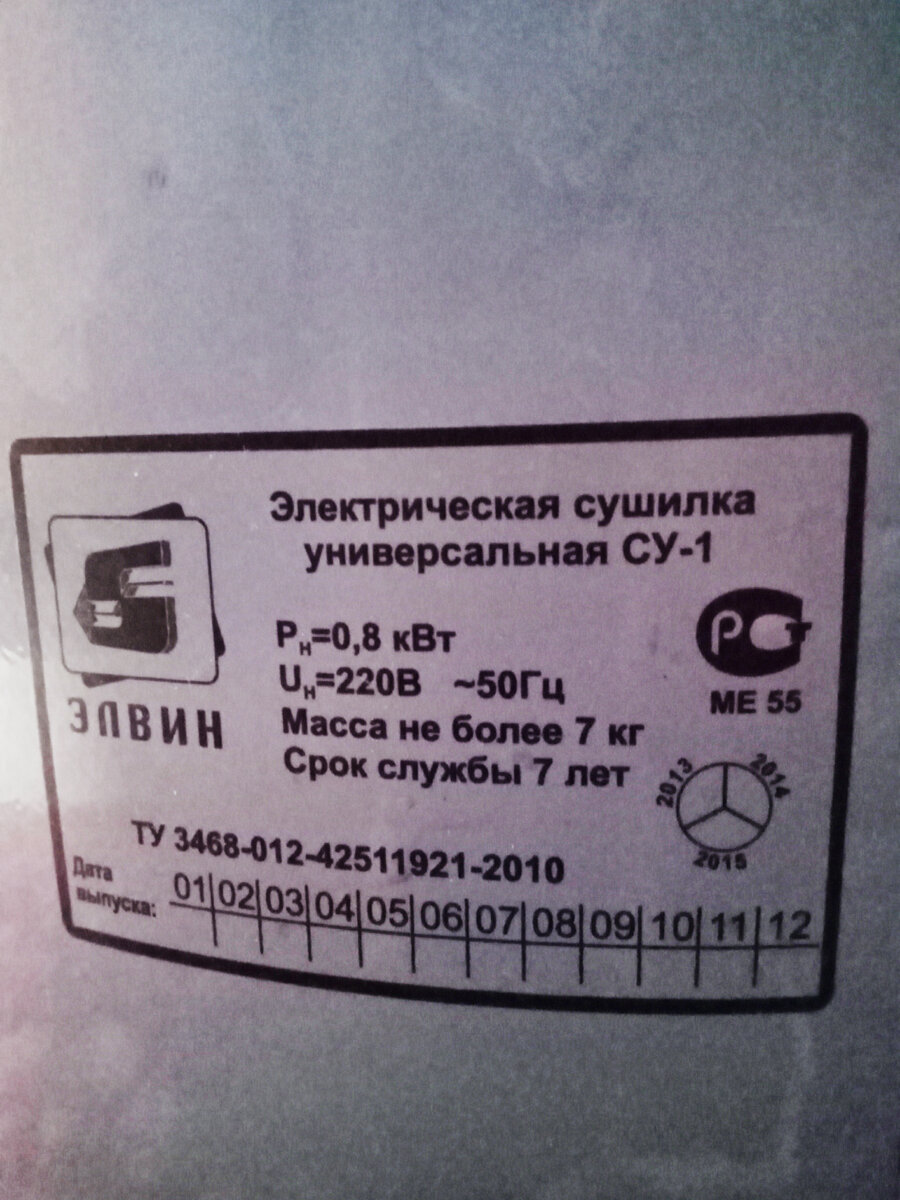 Электрическая сушилка
универсальная СУ-1
ЭЛВИН
Pн=0,8 кВт
Uн=220В ~50Гц
Масса не более 7 кг
Срок службы 7 лет
РСТ
МЕ 55
2013 2014
2015
ТУ 3468-012-42511921-2010
Дата
выпуска: 01 02 03 04 05 06 07 08 09 10 11 12